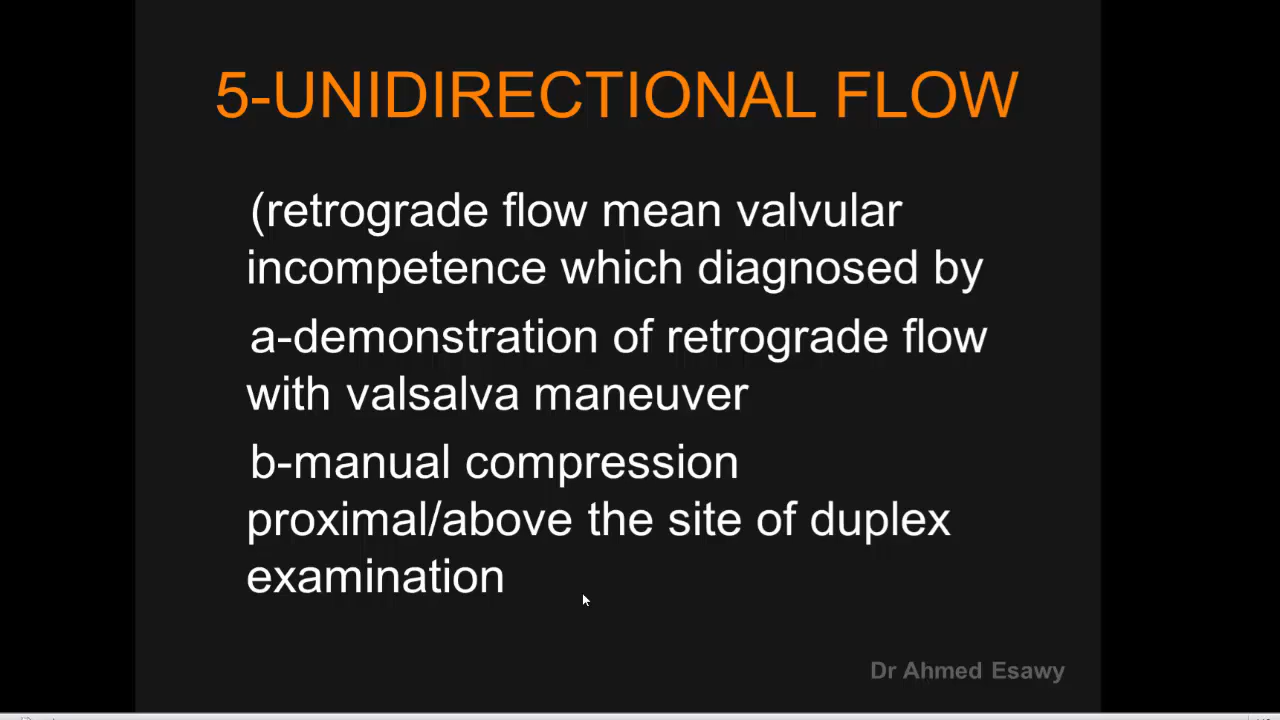 5-UNIDIRECTIONAL FLOW
(retrograde flow mean valvular
incompetence which diagnosed by
a-demonstration of retrograde flow
with valsalva maneuver
b-manual compression
proximal/above the site of duplex
examination
Dr Ahmed Esawy